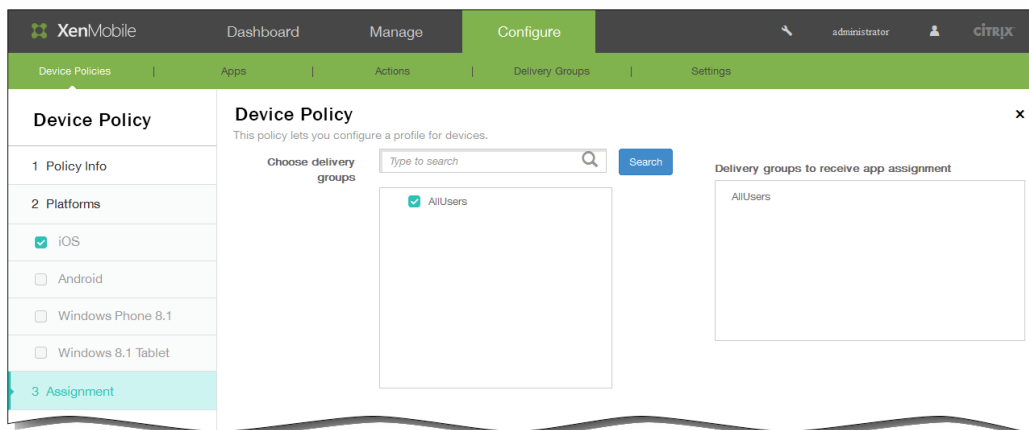 XenMobile Dashboard Manage Configure administrator CİTRIX
Device Policies | Apps | Actions | Delivery Groups | Settings
Device Policy
1 Policy Info
2 Platforms
iOS
Android
Windows Phone 8.1
Windows 8.1 Tablet
3 Assignment
Device Policy x
This policy lets you configure a profile for devices.
Choose delivery
groups
Type to search
Search
AllUsers
Delivery groups to receive app assignment
AllUsers